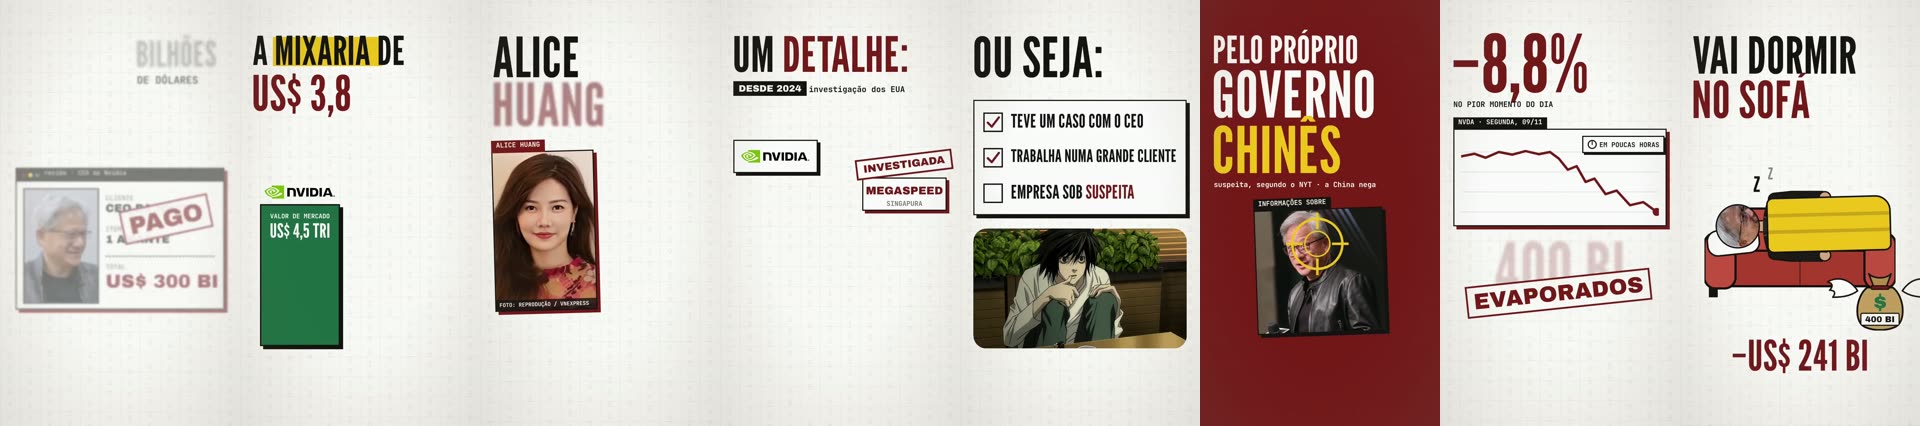 BILHÕES
DE DÓLARES
CLIENTE
PAGO
TOTAL
US$ 300 BI
A MIXARIA DE
US$ 3,8
NVIDIA.
VALOR DE MERCADO
US$ 4,5 TRI
ALICE
HUANG
ALICE HUANG
FOTO: REPRODUÇÃO / VNEXPRESS
UM DETALHE:
DESDE 2024 investigação dos EUA
NVIDIA.
INVESTIGADA
MEGASPEED
SINGAPURA
OU SEJA:
TEVE UM CASO COM O CEO
TRABALHA NUMA GRANDE CLIENTE
EMPRESA SOB SUSPEITA
PELO PRÓPRIO
GOVERNO
CHINÊS
suspeita, segundo o NYT · a China nega
INFORMAÇÕES SOBRE
–8,8%
NO PIOR MOMENTO DO DIA
NVDA · SEGUNDA, 09/11
EM POUCAS HORAS
400 BI
EVAPORADOS
VAI DORMIR
NO SOFÁ
Z Z
$
400 BI
–US$ 241 BI